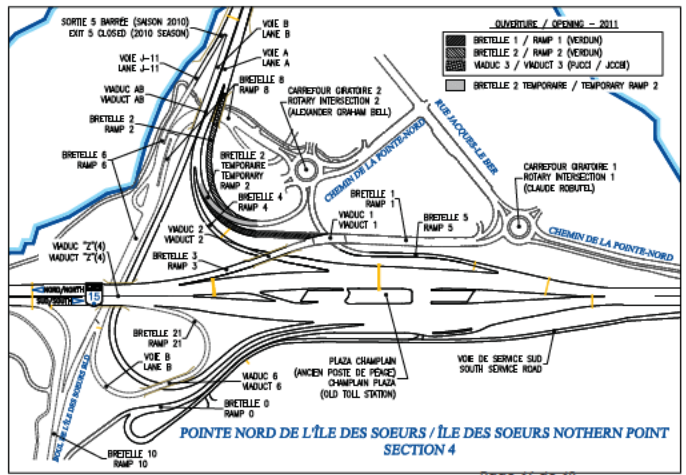 SORTIE 5 BARRÉE (SAISON 2010)
EXIT 5 CLOSED (2010 SEASON)
VOIE B
LANE B
VOIE A
LANE A
VOIE J-11
LANE J-11
VIADUC AB
VIADUCT AB
BRETELLE 8
RAMP 8
BRETELLE 2
RAMP 2
BRETELLE 6
RAMP 6
CARREFOUR GIRATOIRE 2
ROTARY INTERSECTION 2
(ALEXANDER GRAHAM BELL)
OUVERTURE / OPENING - 2011
BRETELLE 1 / RAMP 1 (VERDUN)
BRETELLE 2 / RAMP 2 (VERDUN)
VIADUC 3 / VIADUCT 3 (PJCCI / JCCBI)
BRETELLE 2 TEMPORAIRE / TEMPORARY RAMP 2
RUE JACQUES-LE BER
CHEMIN DE LA POINTE-NORD
CARREFOUR GIRATOIRE 1
ROTARY INTERSECTION 1
(CLAUDE ROBUTEL)
CHEMIN DE LA POINTE-NORD
BRETELLE 2
TEMPORAIRE
TEMPORARY
RAMP 2
BRETELLE 4
RAMP 4
BRETELLE 1
RAMP 1
VIADUC 1
VIADUCT 1
BRETELLE 5
RAMP 5
VIADUC 2
VIADUCT 2
VIADUC "Z"(4)
VIADUCT "Z"(4)
BRETELLE 3
RAMP 3
NORD/NORTH
15
SUD/SOUTH
BRETELLE 21
RAMP 21
VOIE B
LANE B
VIADUC 6
VIADUCT 6
BRETELLE 0
RAMP 0
BRETELLE 10
RAMP 10
BOUL DE L'ÎLE DES SOEURS BLD
PLAZA CHAMPLAIN
(ANCIEN POSTE DE PÉAGE)
CHAMPLAIN PLAZA
(OLD TOLL STATION)
VOIE DE SERVICE SUD
SOUTH SERVICE ROAD
POINTE NORD DE L'ÎLE DES SOEURS / ÎLE DES SOEURS NOTHERN POINT
SECTION 4